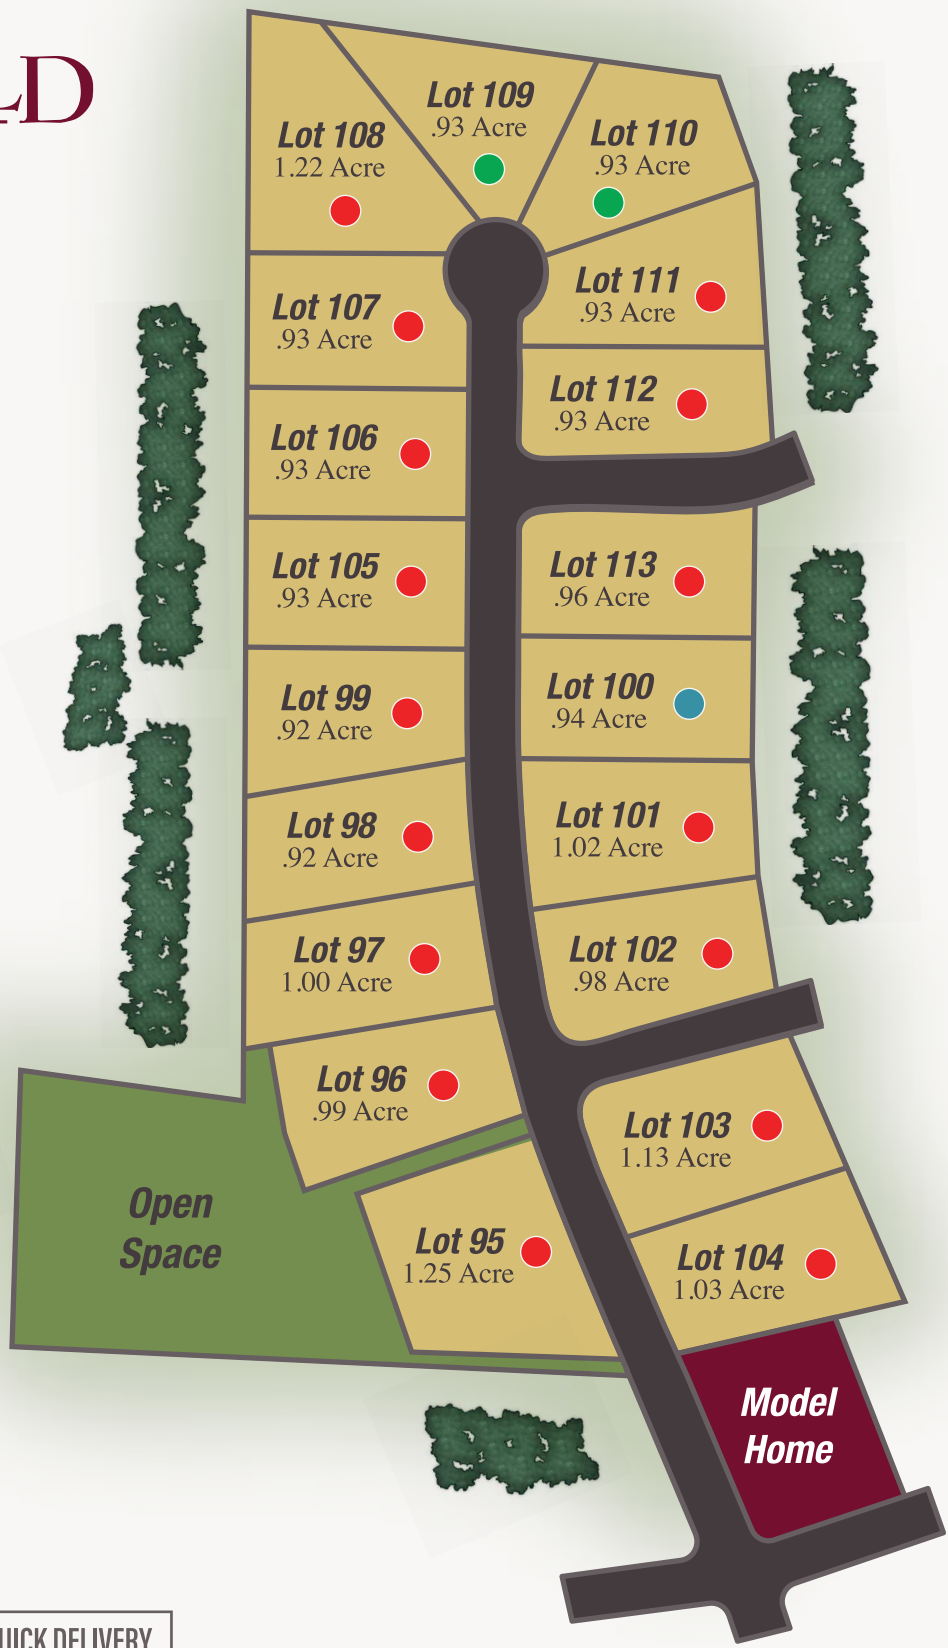 LD
Lot 109
.93 Acre
Lot 108
1.22 Acre
Lot 110
.93 Acre
Lot 111
.93 Acre
Lot 107
.93 Acre
Lot 112
.93 Acre
Lot 106
.93 Acre
Lot 105
.93 Acre
Lot 113
.96 Acre
Lot 99
.92 Acre
Lot 100
.94 Acre
Lot 98
.92 Acre
Lot 101
1.02 Acre
Lot 97
1.00 Acre
Lot 102
.98 Acre
Lot 96
.99 Acre
Lot 103
1.13 Acre
Open
Space
Lot 95
1.25 Acre
Lot 104
1.03 Acre
Model
Home
UICK DELIVERY